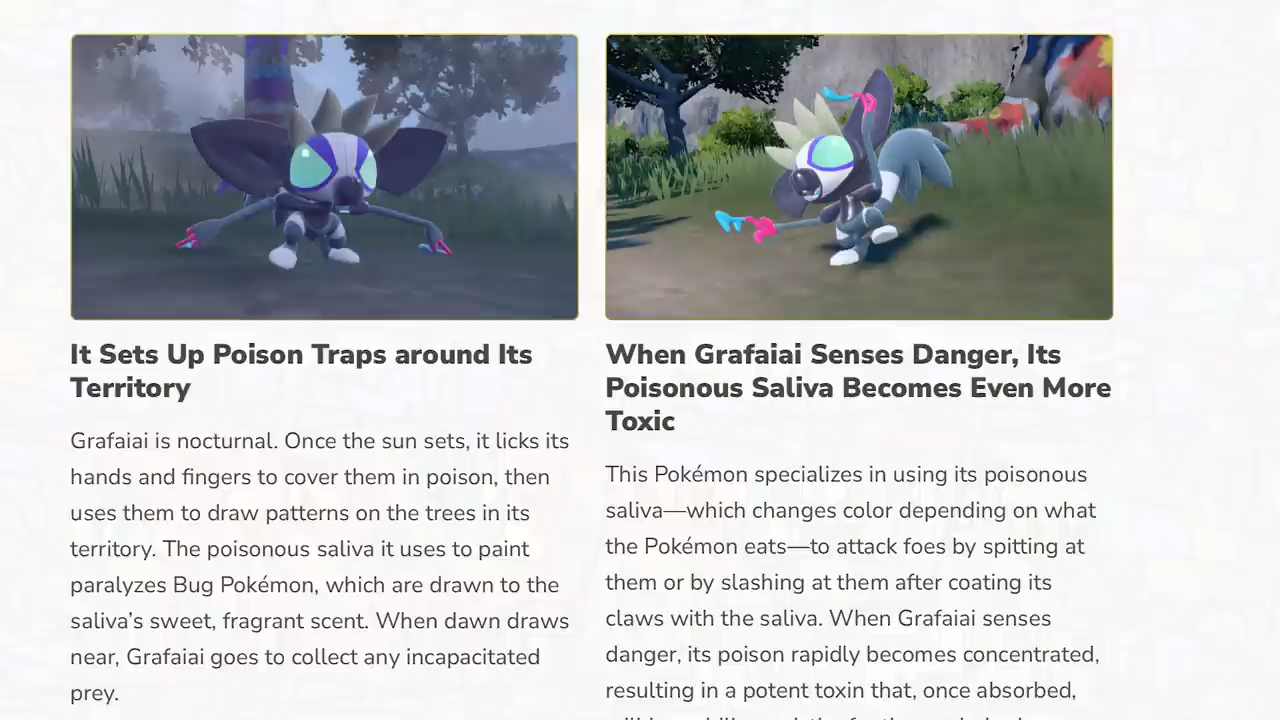 It Sets Up Poison Traps around Its
Territory
Grafaiai is nocturnal. Once the sun sets, it licks its
hands and fingers to cover them in poison, then
uses them to draw patterns on the trees in its
territory. The poisonous saliva it uses to paint
paralyzes Bug Pokémon, which are drawn to the
saliva’s sweet, fragrant scent. When dawn draws
near, Grafaiai goes to collect any incapacitated
prey.
When Grafaiai Senses Danger, Its
Poisonous Saliva Becomes Even More
Toxic
This Pokémon specializes in using its poisonous
saliva—which changes color depending on what
the Pokémon eats—to attack foes by spitting at
them or by slashing at them after coating its
claws with the saliva. When Grafaiai senses
danger, its poison rapidly becomes concentrated,
resulting in a potent toxin that, once absorbed,